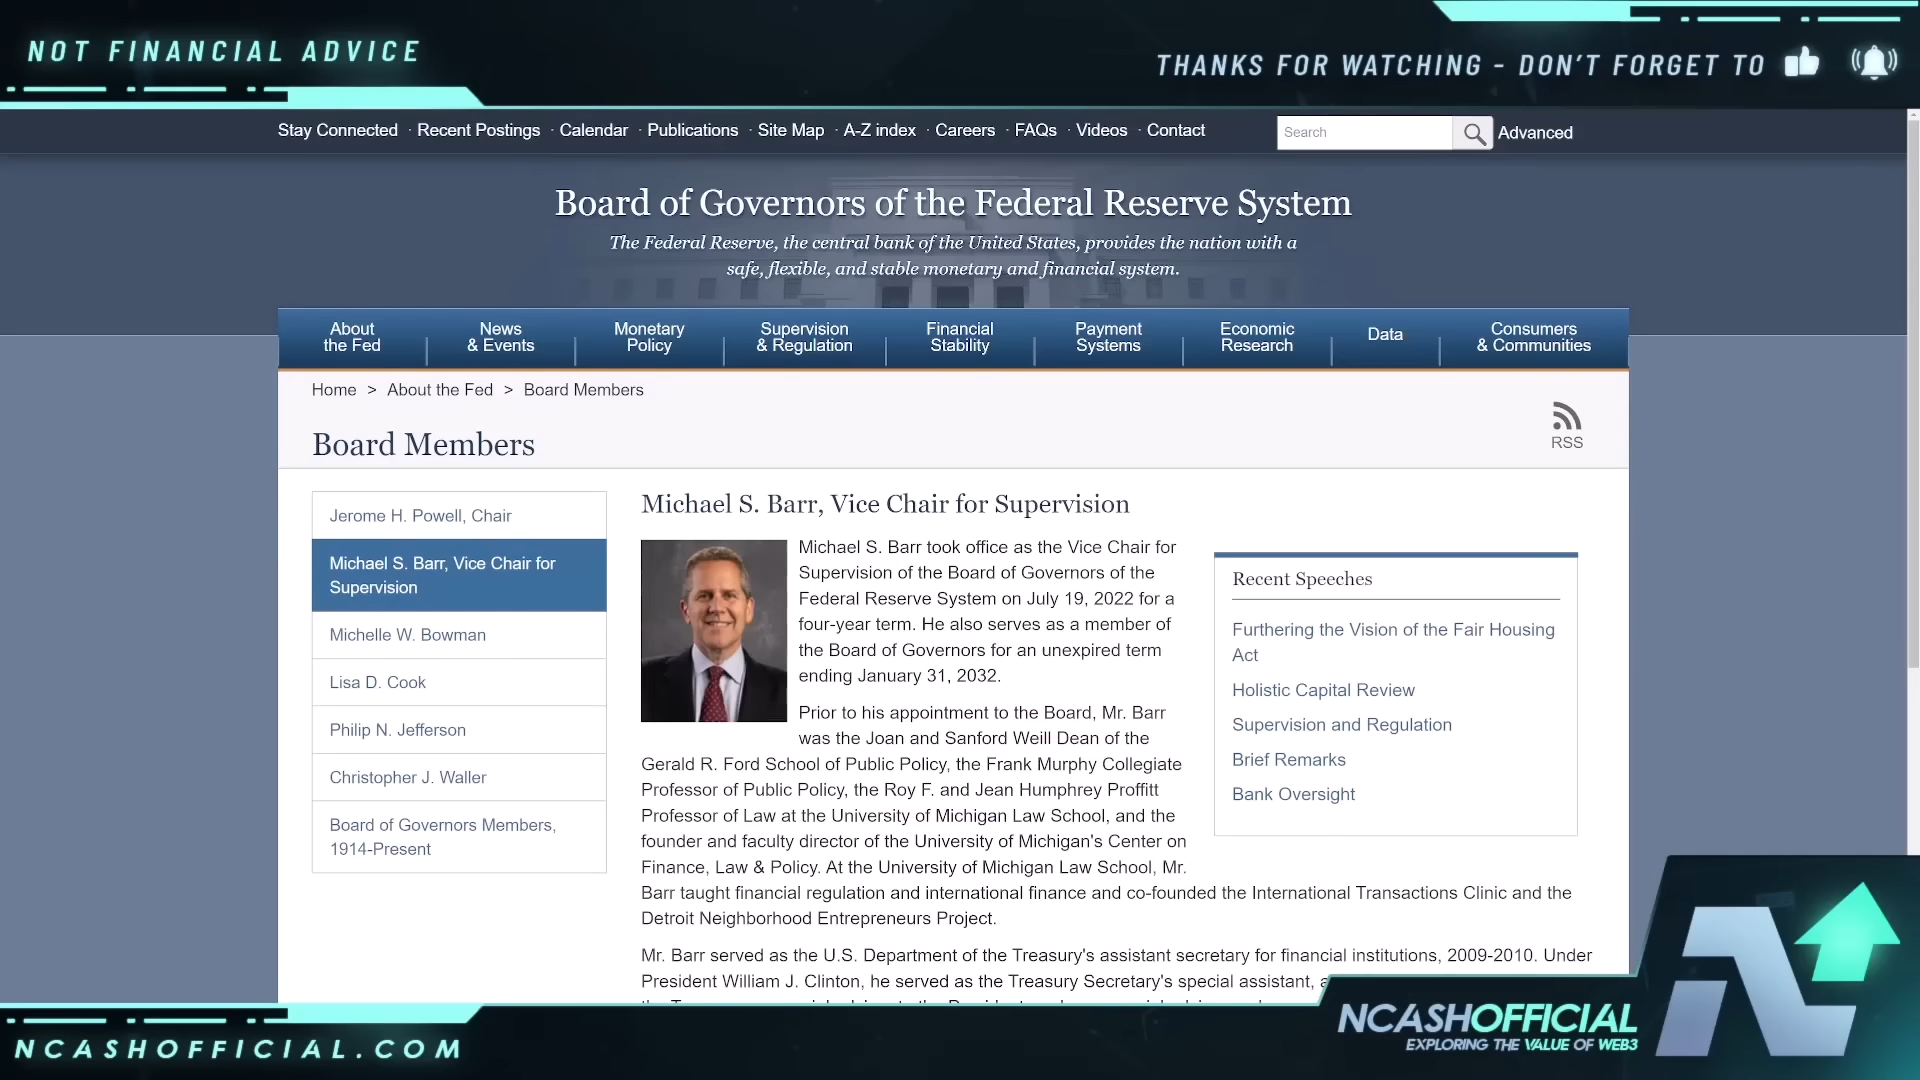 NOT FINANCIAL ADVICE
THANKS FOR WATCHING - DON'T FORGET TO
Stay Connected · Recent Postings · Calendar · Publications · Site Map · A-Z index · Careers · FAQs · Videos · Contact
Search
Advanced
Board of Governors of the Federal Reserve System
The Federal Reserve, the central bank of the United States, provides the nation with a
safe, flexible, and stable monetary and financial system.
About
the Fed
News
& Events
Monetary
Policy
Supervision
& Regulation
Financial
Stability
Payment
Systems
Economic
Research
Data
Consumers
& Communities
Home > About the Fed > Board Members
RSS
Board Members
Jerome H. Powell, Chair
Michael S. Barr, Vice Chair for
Supervision
Michelle W. Bowman
Lisa D. Cook
Philip N. Jefferson
Christopher J. Waller
Board of Governors Members,
1914-Present
Michael S. Barr, Vice Chair for Supervision
Michael S. Barr took office as the Vice Chair for
Supervision of the Board of Governors of the
Federal Reserve System on July 19, 2022 for a
four-year term. He also serves as a member of
the Board of Governors for an unexpired term
ending January 31, 2032.
Prior to his appointment to the Board, Mr. Barr
was the Joan and Sanford Weill Dean of the
Gerald R. Ford School of Public Policy, the Frank Murphy Collegiate
Professor of Public Policy, the Roy F. and Jean Humphrey Proffitt
Professor of Law at the University of Michigan Law School, and the
founder and faculty director of the University of Michigan's Center on
Finance, Law & Policy. At the University of Michigan Law School, Mr.
Barr taught financial regulation and international finance and co-founded the International Transactions Clinic and the
Detroit Neighborhood Entrepreneurs Project.
Mr. Barr served as the U.S. Department of the Treasury's assistant secretary for financial institutions, 2009-2010. Under
President William J. Clinton, he served as the Treasury Secretary's special assistant,
Recent Speeches
Furthering the Vision of the Fair Housing
Act
Holistic Capital Review
Supervision and Regulation
Brief Remarks
Bank Oversight
NCASHOFFICIAL.COM
NCASHOFFICIAL
EXPLORING THE VALUE OF WEB3